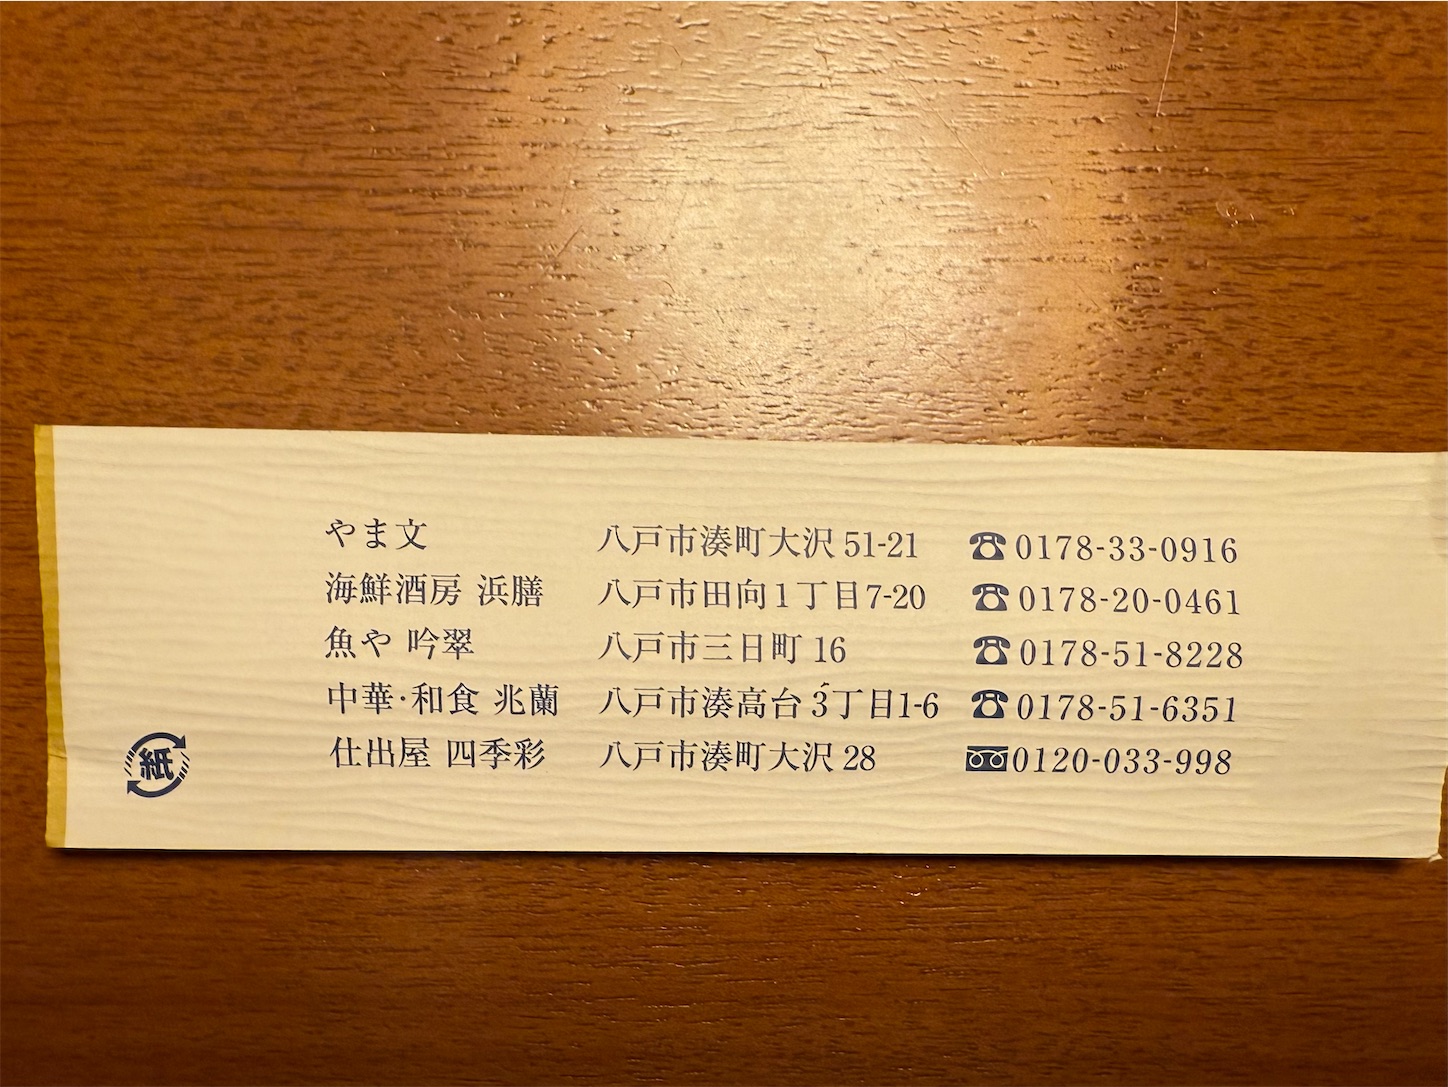 やま文 八戸市湊町大沢 51-21 ☎0178-33-0916
海鮮酒房 浜膳 八戸市田向1丁目7-20 ☎0178-20-0461
魚や 吟翠 八戸市三日町 16 ☎0178-51-8228
中華・和食 兆蘭 八戸市湊高台3丁目1-6 ☎0178-51-6351
仕出屋 四季彩 八戸市湊町大沢 28 0120-033-998
紙